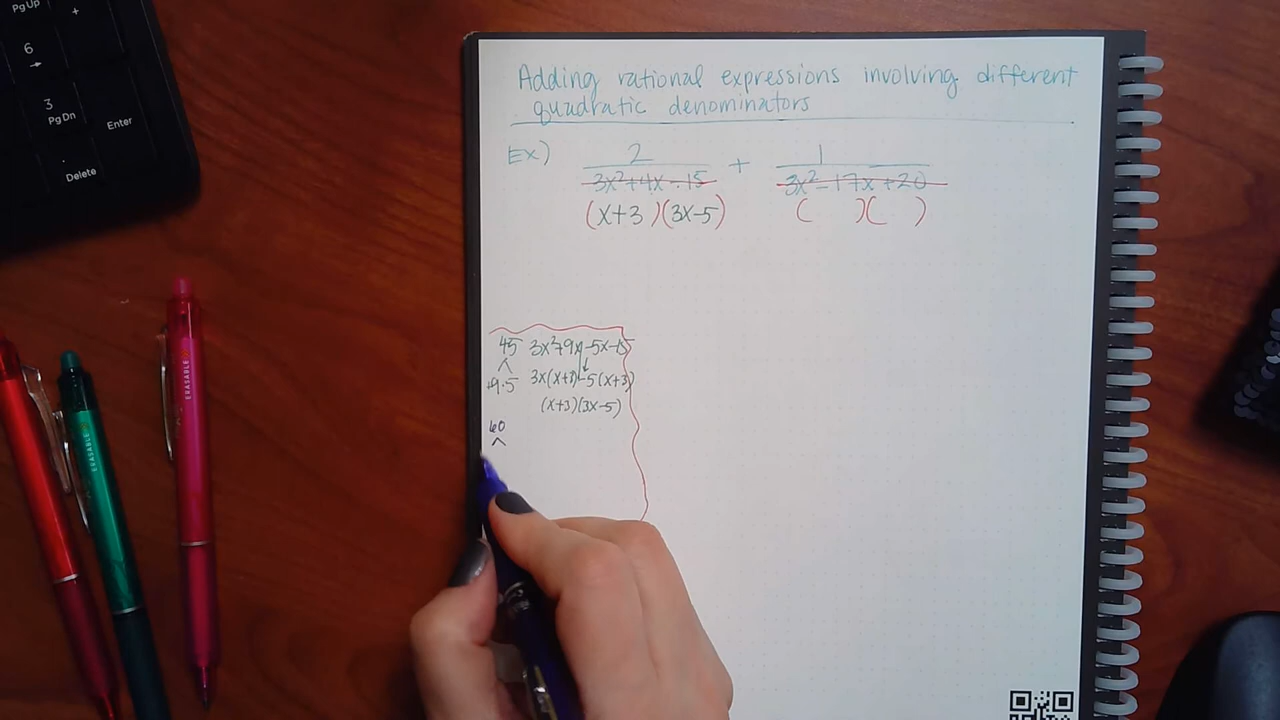 PgUp
+
6
3
PgDn
Enter
Delete
ERASABLE
ERASABLE
Adding rational expressions involving different
quadratic denominators
Ex) 2/(3x²+4x-15) + 1/(3x²-17x+20)
(x+3)(3x-5) ( )( )
45 3x²+9x-5x-15
+9·5 3x(x+3)-5(x+3)
(x+3)(3x-5)
60